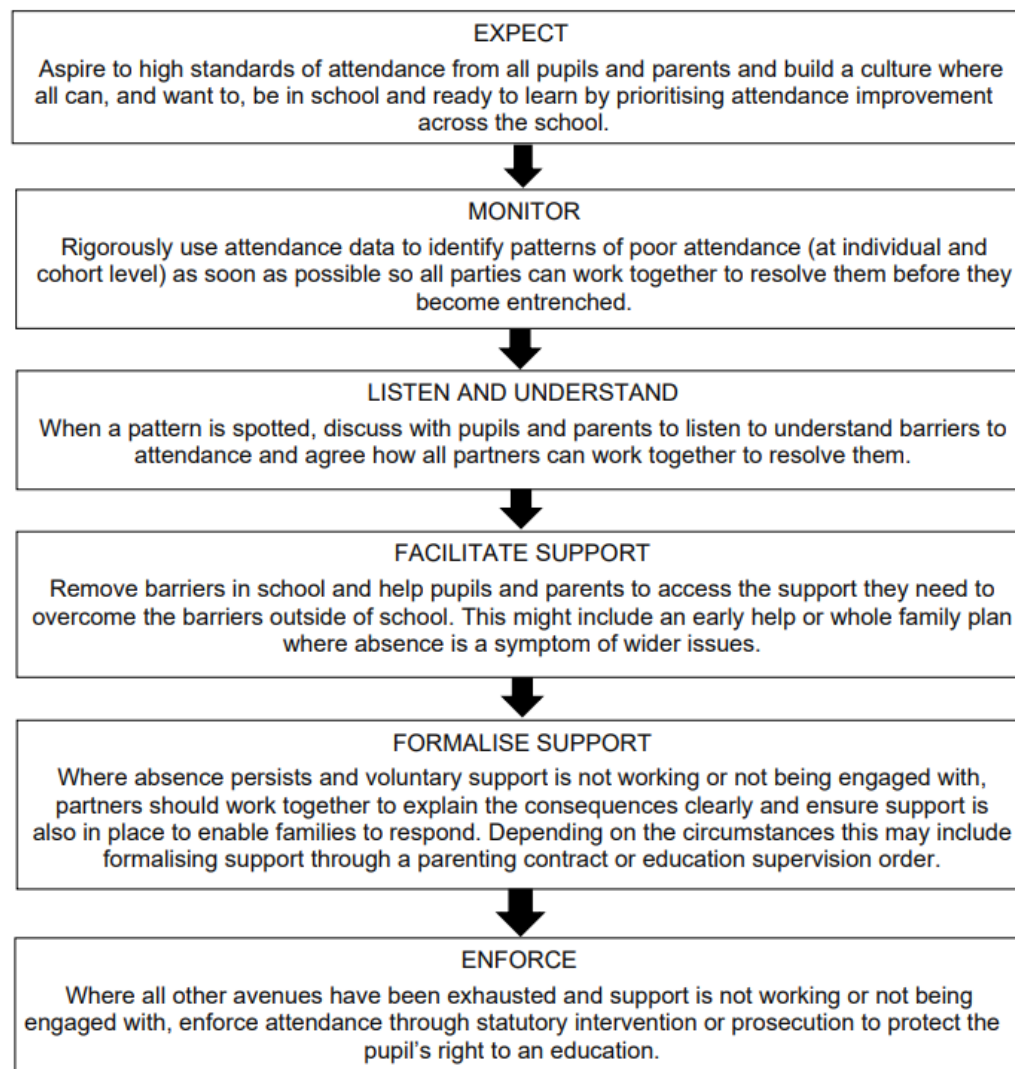 EXPECT
Aspire to high standards of attendance from all pupils and parents and build a culture where
all can, and want to, be in school and ready to learn by prioritising attendance improvement
across the school.
MONITOR
Rigorously use attendance data to identify patterns of poor attendance (at individual and
cohort level) as soon as possible so all parties can work together to resolve them before they
become entrenched.
LISTEN AND UNDERSTAND
When a pattern is spotted, discuss with pupils and parents to listen to understand barriers to
attendance and agree how all partners can work together to resolve them.
FACILITATE SUPPORT
Remove barriers in school and help pupils and parents to access the support they need to
overcome the barriers outside of school. This might include an early help or whole family plan
where absence is a symptom of wider issues.
FORMALISE SUPPORT
Where absence persists and voluntary support is not working or not being engaged with,
partners should work together to explain the consequences clearly and ensure support is
also in place to enable families to respond. Depending on the circumstances this may include
formalising support through a parenting contract or education supervision order.
ENFORCE
Where all other avenues have been exhausted and support is not working or not being
engaged with, enforce attendance through statutory intervention or prosecution to protect the
pupil's right to an education.